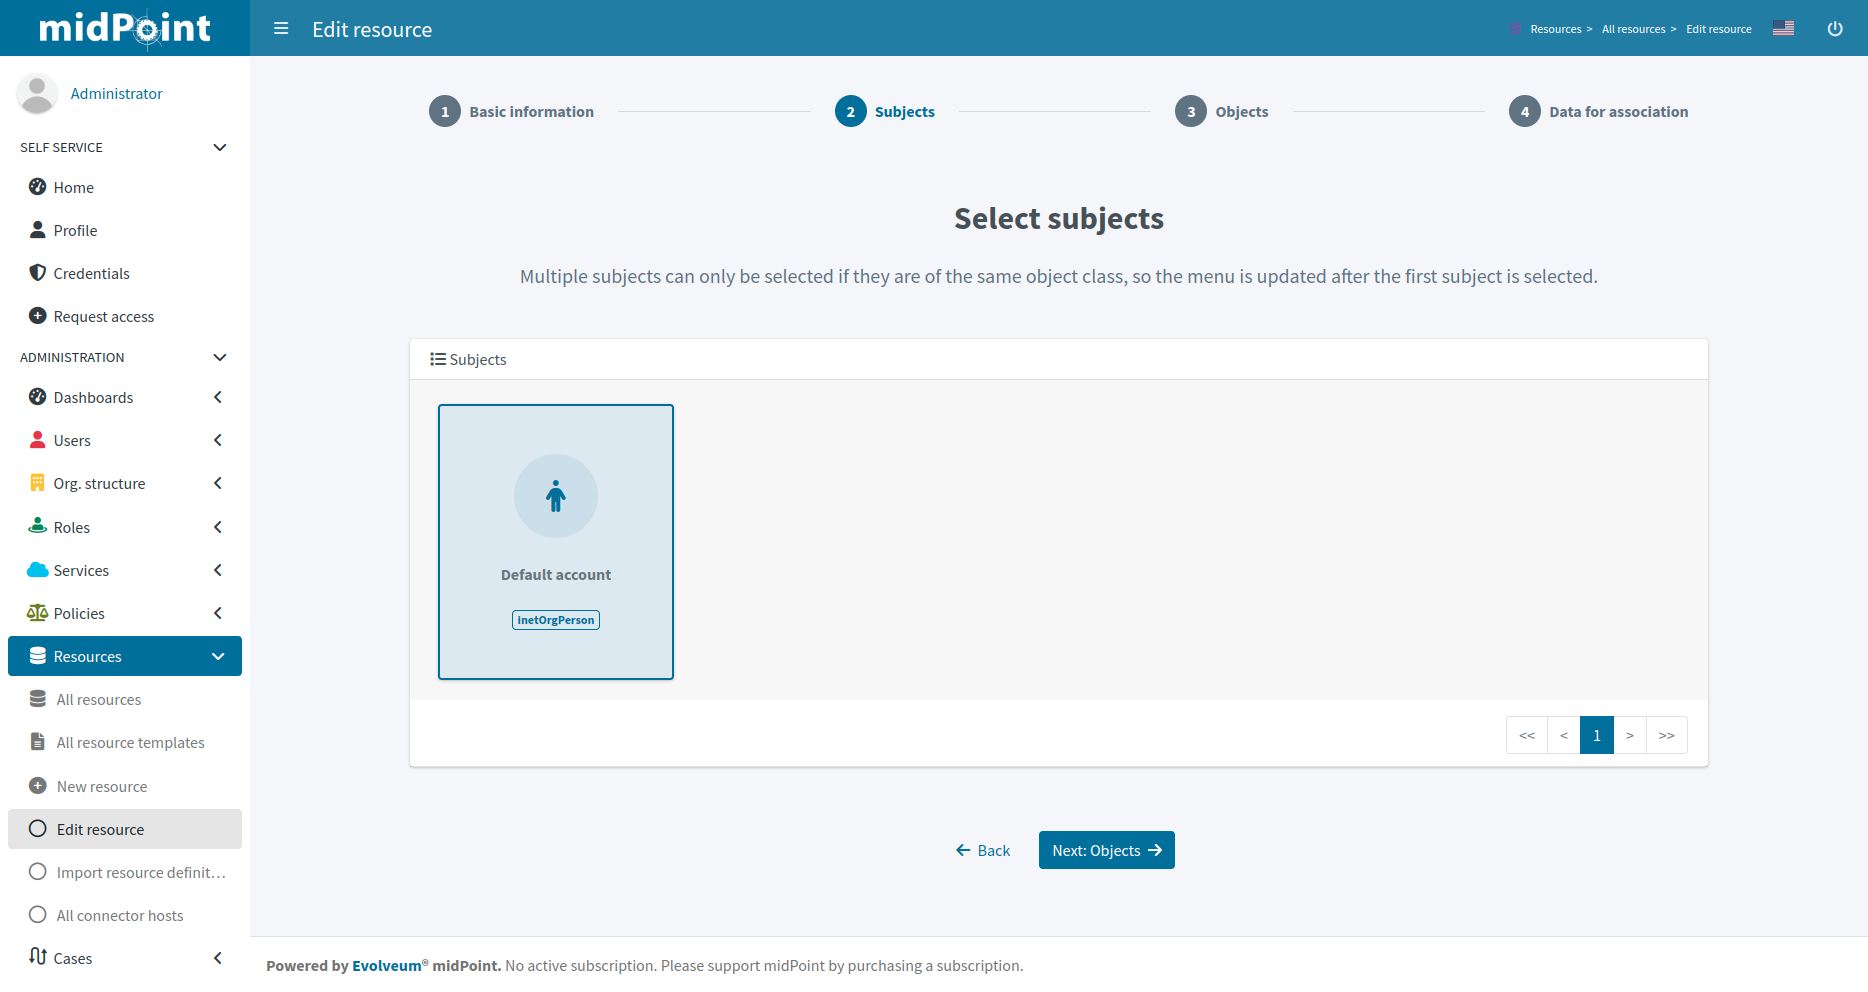 midPoint
Edit resource
Resources > All resources > Edit resource
Administrator
SELF SERVICE
Home
Profile
Credentials
Request access
ADMINISTRATION
Dashboards
Users
Org. structure
Roles
Services
Policies
Resources
All resources
All resource templates
New resource
Edit resource
Import resource definit...
All connector hosts
Cases
1 Basic information
2 Subjects
3 Objects
4 Data for association
Select subjects
Multiple subjects can only be selected if they are of the same object class, so the menu is updated after the first subject is selected.
Subjects
Default account
inetOrgPerson
<< < 1 > >>
Back
Next: Objects
Powered by Evolveum® midPoint. No active subscription. Please support midPoint by purchasing a subscription.